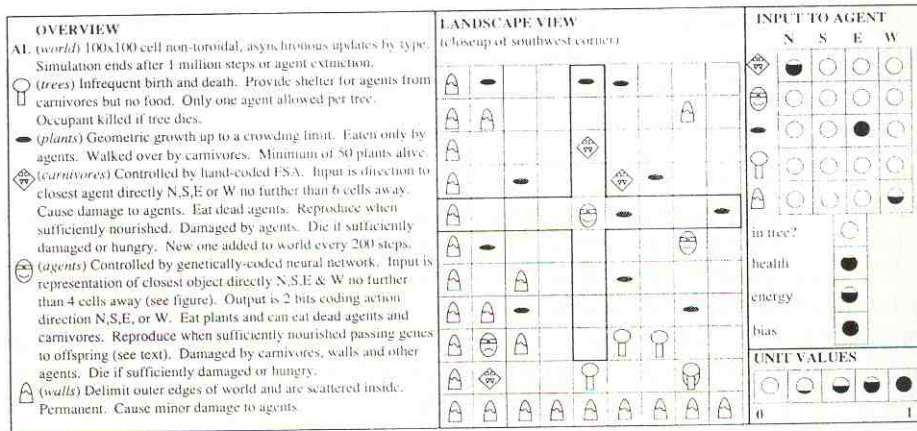 OVERVIEW
AL (world) 100x100 cell non-toroidal, asynchronous updates by type.
Simulation ends after 1 million steps or agent extinction.
(trees) Infrequent birth and death. Provide shelter for agents from
carnivores but no food. Only one agent allowed per tree.
Occupant killed if tree dies.
(plants) Geometric growth up to a crowding limit. Eaten only by
agents. Walked over by carnivores. Minimum of 50 plants alive.
(carnivores) Controlled by hand-coded FSA. Input is direction to
closest agent directly N,S,E or W no further than 6 cells away.
Cause damage to agents. Eat dead agents. Reproduce when
sufficiently nourished. Damaged by agents. Die if sufficiently
damaged or hungry. New one added to world every 200 steps.
(agents) Controlled by genetically-coded neural network. Input is
representation of closest object directly N,S,E & W no further
than 4 cells away (see figure). Output is 2 bits coding action
direction N,S,E, or W. Eat plants and can eat dead agents and
carnivores. Reproduce when sufficiently nourished passing genes
to offspring (see text). Damaged by carnivores, walls and other
agents. Die if sufficiently damaged or hungry.
(walls) Delimit outer edges of world and are scattered inside.
Permanent. Cause minor damage to agents.
LANDSCAPE VIEW
(closeup of southwest corner)
INPUT TO AGENT
N S E W
in tree?
health
energy
bias
UNIT VALUES
0 1